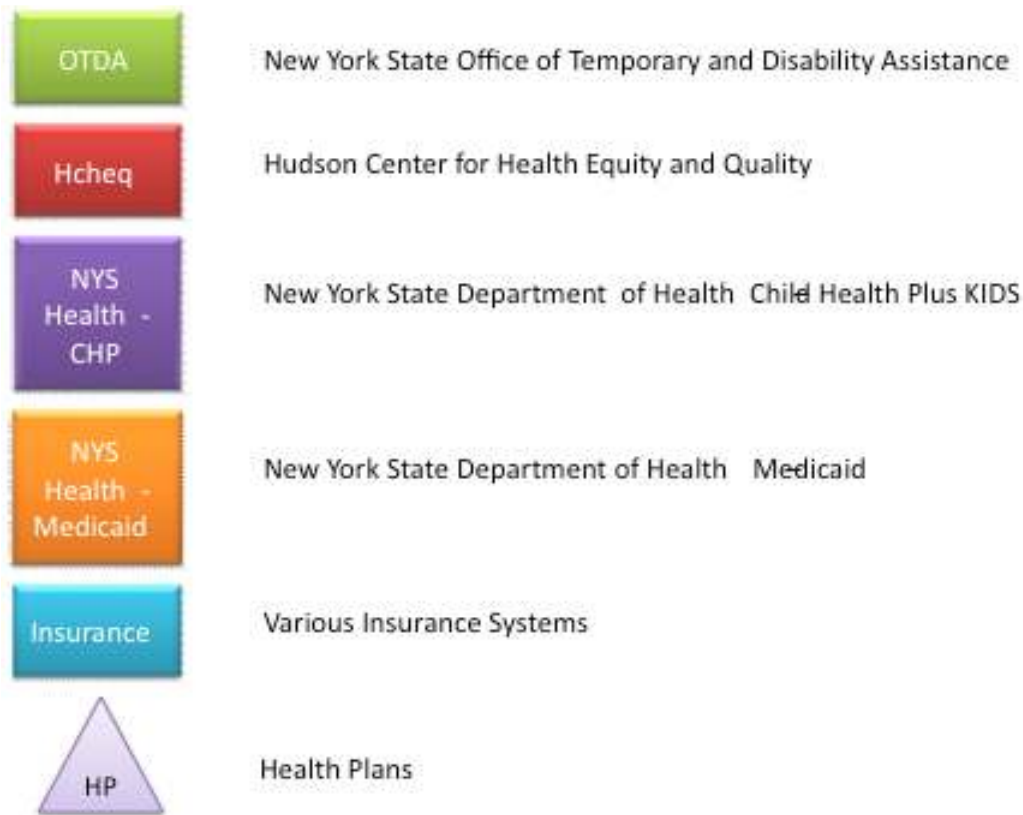 OTDA
New York State Office of Temporary and Disability Assistance
Hcheq
Hudson Center for Health Equity and Quality
NYS
Health -
CHP
New York State Department of Health Child Health Plus KIDS
NYS
Health -
Medicaid
New York State Department of Health Medicaid
Insurance
Various Insurance Systems
HP
Health Plans